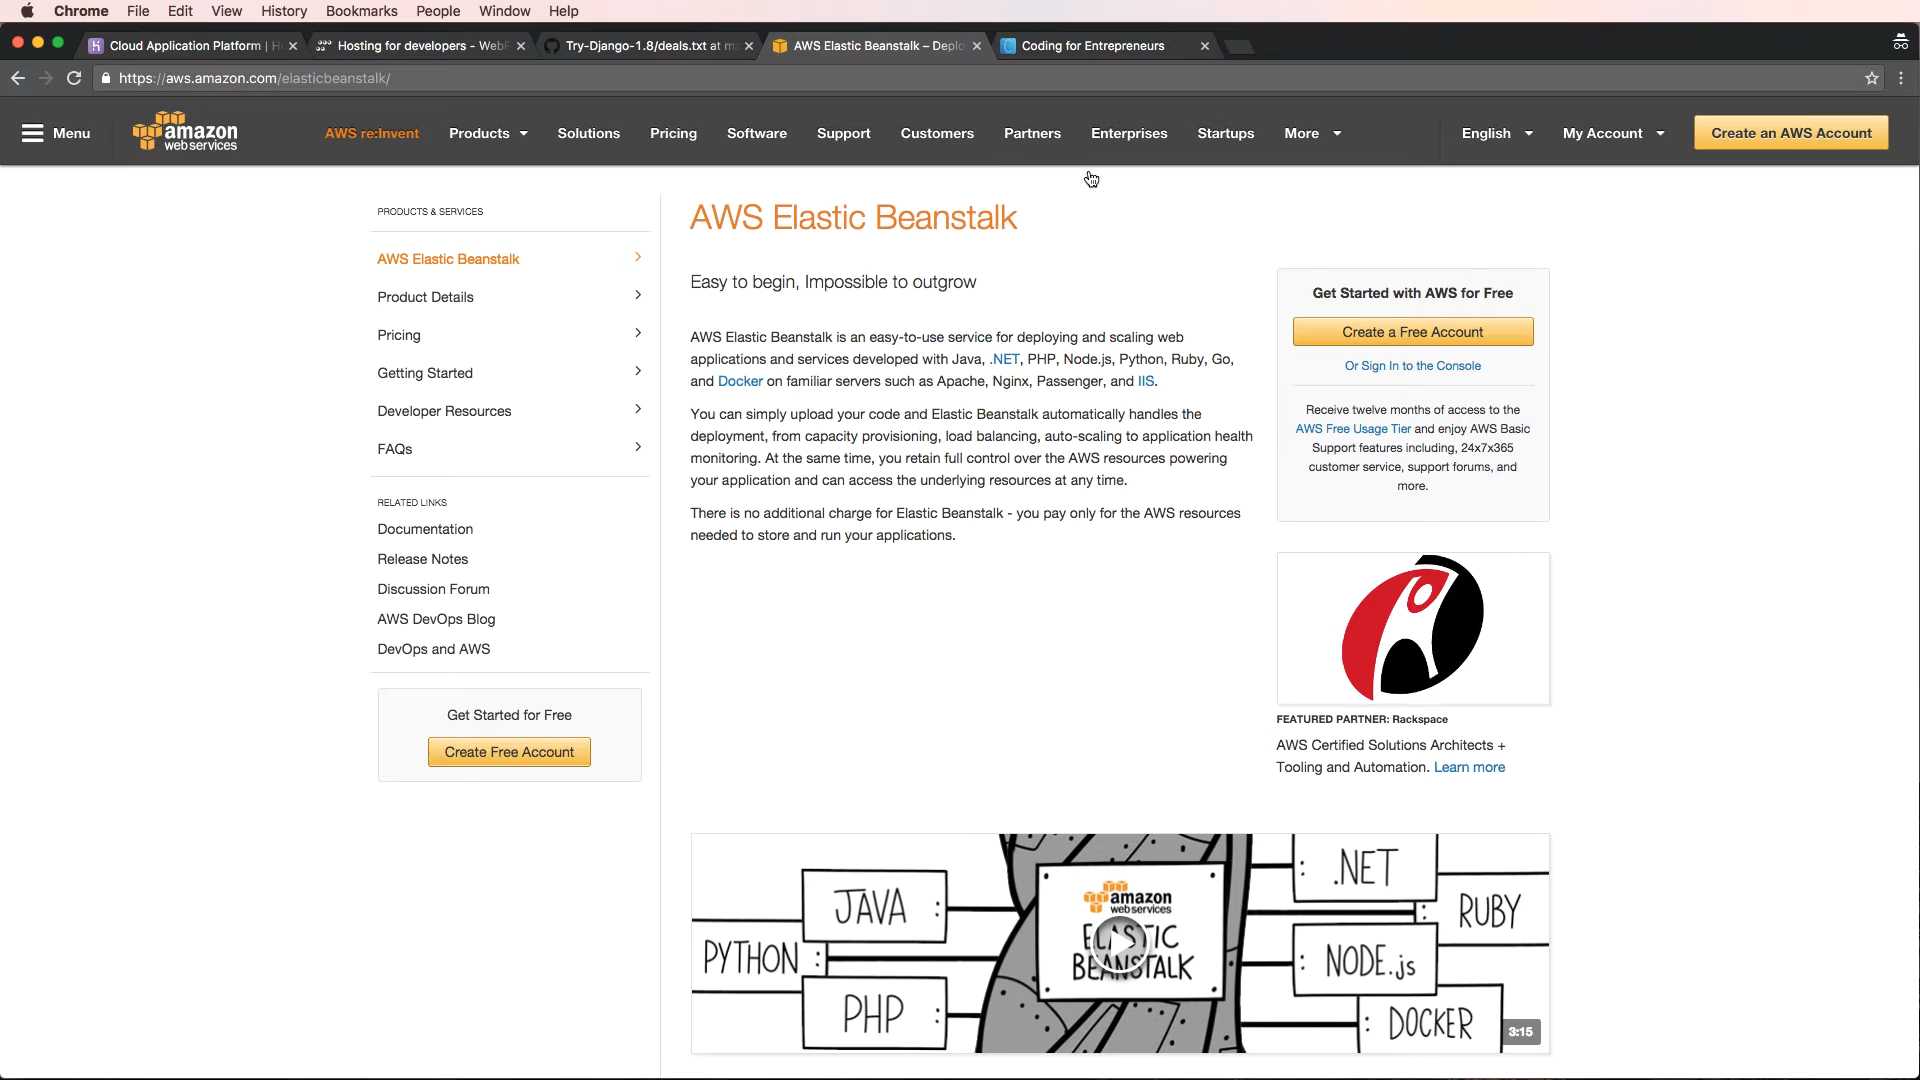 Chrome File Edit View History Bookmarks People Window Help
Cloud Application Platform | H
Hosting for developers - WebF
Try-Django-1.8/deals.txt at ma
AWS Elastic Beanstalk – Deplo
Coding for Entrepreneurs
https://aws.amazon.com/elasticbeanstalk/
Menu
amazon
web services
AWS re:Invent Products Solutions Pricing Software Support Customers Partners Enterprises Startups More
English My Account Create an AWS Account
PRODUCTS & SERVICES
AWS Elastic Beanstalk
Product Details
Pricing
Getting Started
Developer Resources
FAQs
RELATED LINKS
Documentation
Release Notes
Discussion Forum
AWS DevOps Blog
DevOps and AWS
Get Started for Free
Create Free Account
AWS Elastic Beanstalk
Easy to begin, Impossible to outgrow
AWS Elastic Beanstalk is an easy-to-use service for deploying and scaling web
applications and services developed with Java, .NET, PHP, Node.js, Python, Ruby, Go,
and Docker on familiar servers such as Apache, Nginx, Passenger, and IIS.
You can simply upload your code and Elastic Beanstalk automatically handles the
deployment, from capacity provisioning, load balancing, auto-scaling to application health
monitoring. At the same time, you retain full control over the AWS resources powering
your application and can access the underlying resources at any time.
There is no additional charge for Elastic Beanstalk - you pay only for the AWS resources
needed to store and run your applications.
Get Started with AWS for Free
Create a Free Account
Or Sign In to the Console
Receive twelve months of access to the
AWS Free Usage Tier and enjoy AWS Basic
Support features including, 24x7x365
customer service, support forums, and
more.
FEATURED PARTNER: Rackspace
AWS Certified Solutions Architects +
Tooling and Automation. Learn more
JAVA
PYTHON
PHP
amazon
web services
ELASTIC
BEANSTALK
.NET
RUBY
NODE.js
DOCKER
3:15